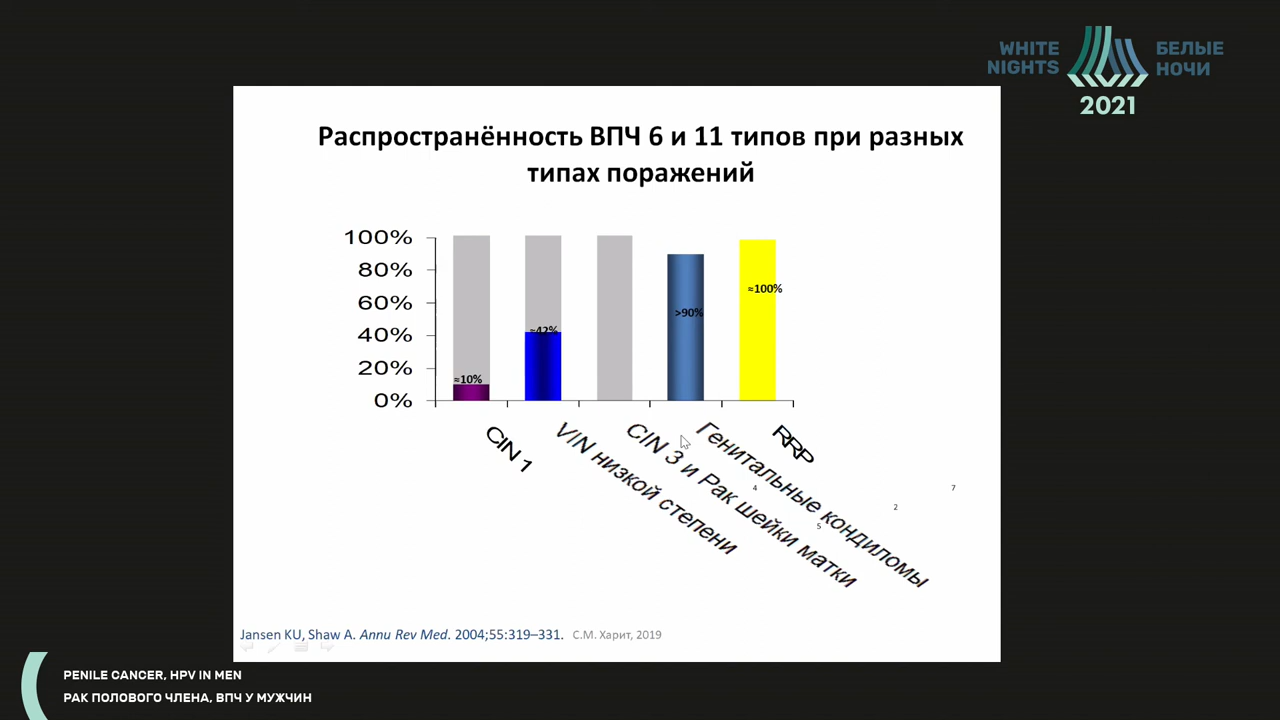 WHITE
NIGHTS
БЕЛЫЕ
НОЧИ
2021
Распространённость ВПЧ 6 и 11 типов при разных
типах поражений
100%
80%
60%
40%
20%
0%
≈10%
≈42%
>90%
≈100%
CIN 1
VIN низкой степени
CIN 3 и Рак шейки матки
Генитальные кондиломы
RRP
4
5
2
7
Jansen KU, Shaw A. Annu Rev Med. 2004;55:319–331. С.М. Харит, 2019
PENILE CANCER, HPV IN MEN
РАК ПОЛОВОГО ЧЛЕНА, ВПЧ У МУЖЧИН